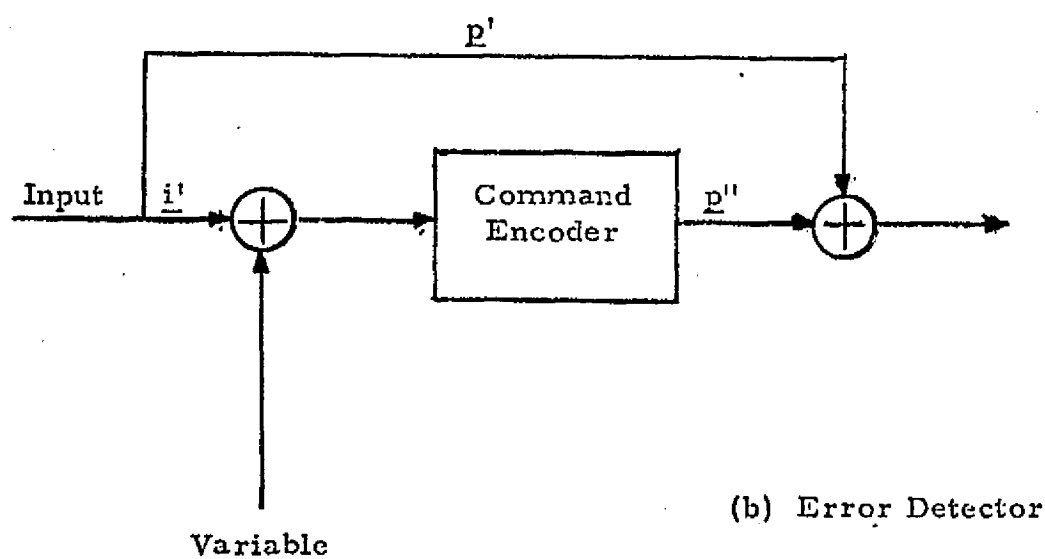 p'
Input
i'
Command
Encoder
p"
(b) Error Detector
Variable